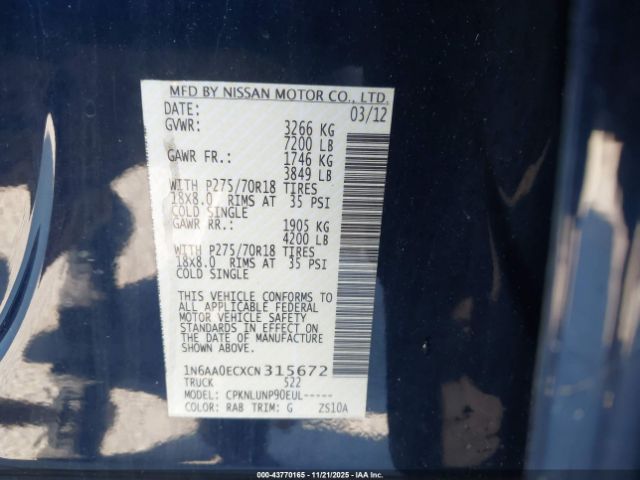 MFD BY NISSAN MOTOR CO., LTD.
DATE: 03/12
GVWR: 3266 KG
7200 LB
GAWR FR.: 1746 KG
3849 LB
WITH P275/70R18 TIRES
18X8.0 RIMS AT 35 PSI
COLD SINGLE
GAWR RR.: 1905 KG
4200 LB
WITH P275/70R18 TIRES
18X8.0 RIMS AT 35 PSI
COLD SINGLE
THIS VEHICLE CONFORMS TO
ALL APPLICABLE FEDERAL
MOTOR VEHICLE SAFETY
STANDARDS IN EFFECT ON
THE DATE OF MANUFACTURE
SHOWN ABOVE.
1N6AA0ECXCN315672
TRUCK S22
MODEL: CPKNLUNP90EUL-----
COLOR: RAB TRIM: G ZS10A
000-43770165 - 11/21/2025 - IAA Inc.